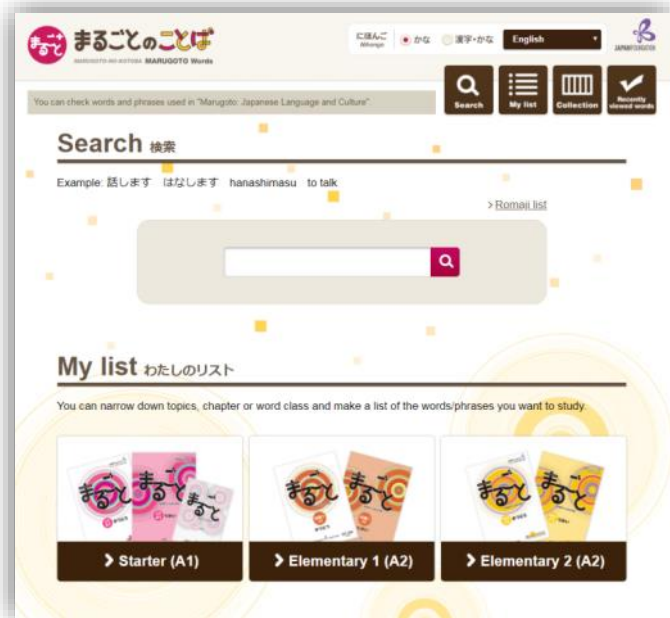 まるごと
まるごとのことば
MARUGOTO-NO-KOTOBA MARUGOTO Words
にほんご
Nihongo
かな
漢字・かな
English
JAPANFOUNDATION
You can check words and phrases used in "Marugoto: Japanese Language and Culture".
Search
My list
Collection
Recently
viewed words
Search 検索
Example: 話します はなします hanashimasu to talk
> Romaji list
My list わたしのリスト
You can narrow down topics, chapter or word class and make a list of the words/phrases you want to study.
まるごと
まるごと
まるごと
まるごと
まるごと
まるごと
まるごと
Starter (A1)
Elementary 1 (A2)
Elementary 2 (A2)